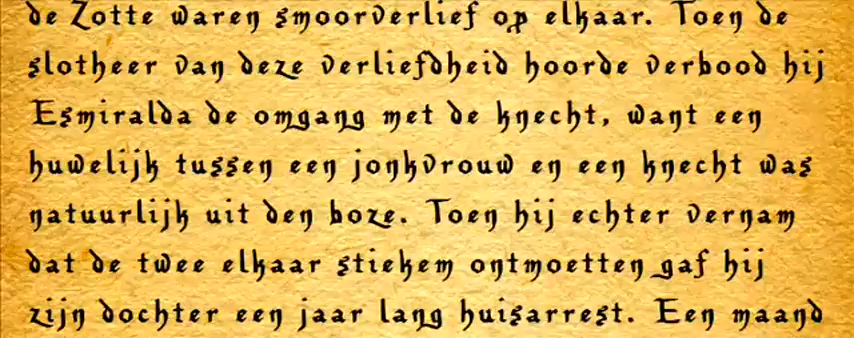 de Zotte waren smoorverlief op elkaar. Toen de
slotheer van deze verliefdheid hoorde verbood hij
Esmiralda de omgang met de knecht, want een
huwelijk tussen een jonkvrouw en een knecht was
natuurlijk uit den boze. Toen hij echter vernam
dat de twee elkaar stiekem ontmoetten gaf hij
zijn dochter een jaar lang huisarrest. Een maand